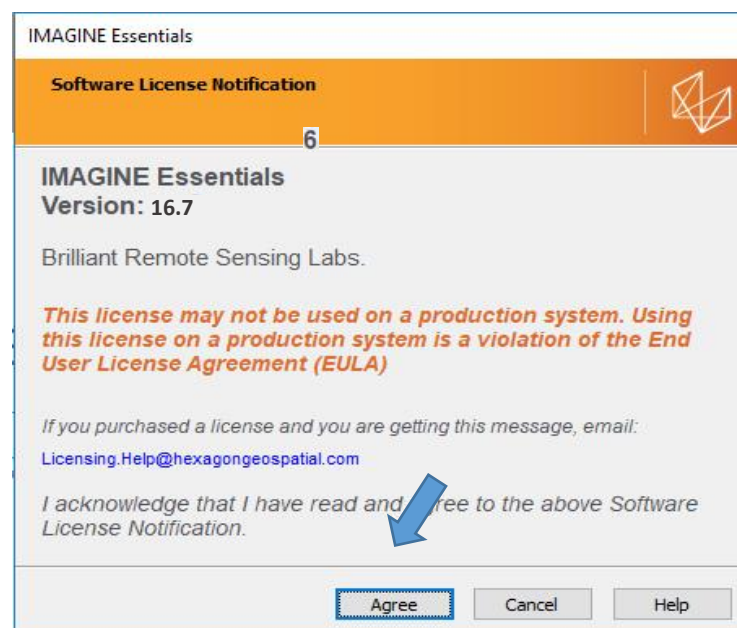 IMAGINE Essentials
Software License Notification
6
IMAGINE Essentials
Version: 16.7
Brilliant Remote Sensing Labs.
This license may not be used on a production system. Using
this license on a production system is a violation of the End
User License Agreement (EULA)
If you purchased a license and you are getting this message, email:
Licensing.Help@hexagongeospatial.com
I acknowledge that I have read and ree to the above Software
License Notification.
Agree
Cancel
Help